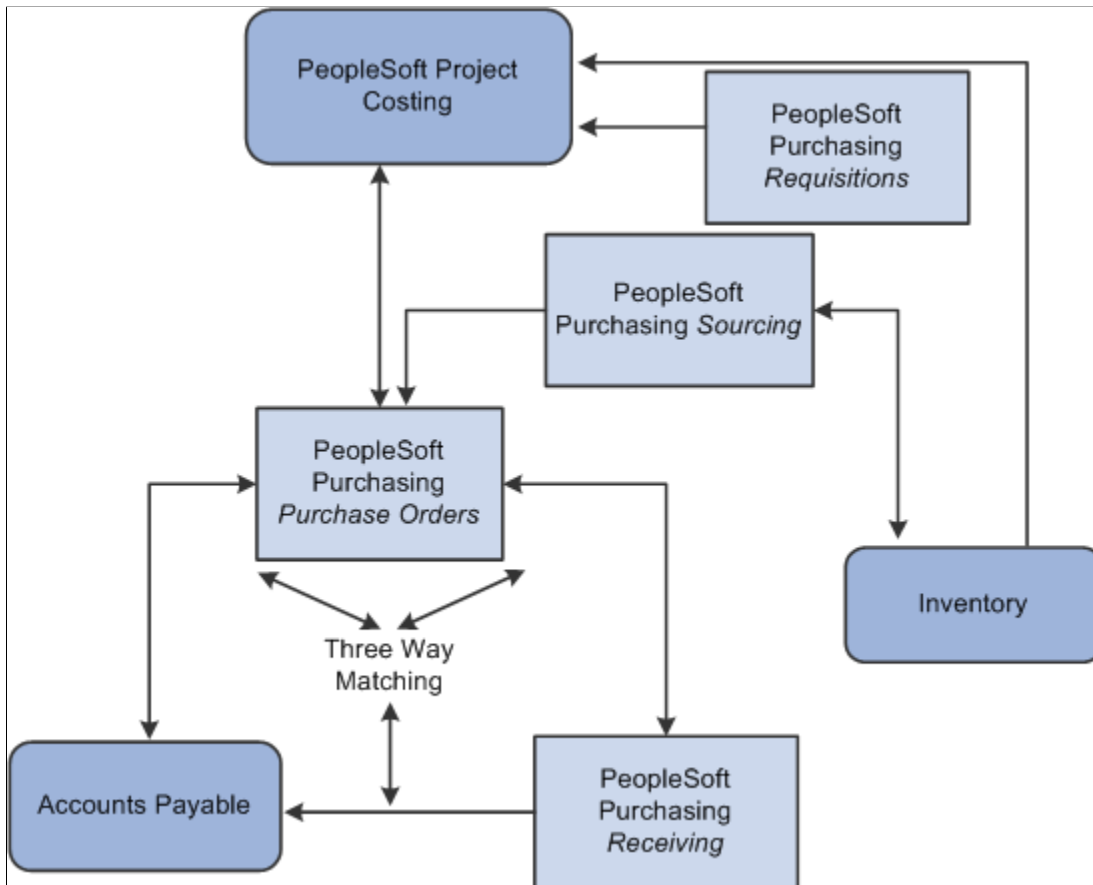 PeopleSoft Project
Costing
PeopleSoft
Purchasing
Requisitions
PeopleSoft
Purchasing Sourcing
PeopleSoft
Purchasing
Purchase Orders
Inventory
Three Way
Matching
Accounts Payable
PeopleSoft
Purchasing
Receiving